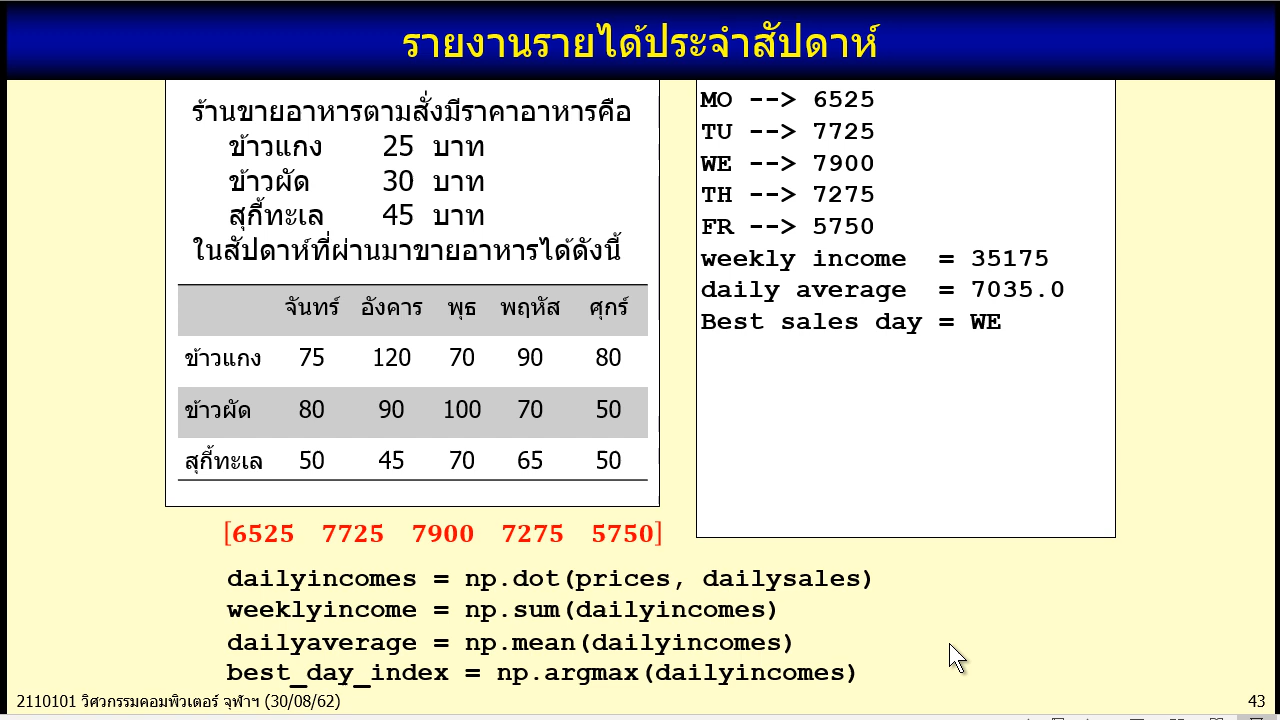 รายงานรายได้ประจำสัปดาห์
ร้านขายอาหารตามสั่งมีราคาอาหารคือ
ข้าวแกง 25 บาท
ข้าวผัด 30 บาท
สุกี้ทะเล 45 บาท
ในสัปดาห์ที่ผ่านมาขายอาหารได้ดังนี้
จันทร์ อังคาร พุธ พฤหัส ศุกร์
ข้าวแกง 75 120 70 90 80
ข้าวผัด 80 90 100 70 50
สุกี้ทะเล 50 45 70 65 50
MO --> 6525
TU --> 7725
WE --> 7900
TH --> 7275
FR --> 5750
weekly income = 35175
daily average = 7035.0
Best sales day = WE
[6525 7725 7900 7275 5750]
dailyincomes = np.dot(prices, dailysales)
weeklyincome = np.sum(dailyincomes)
dailyaverage = np.mean(dailyincomes)
best_day_index = np.argmax(dailyincomes)
2110101 วิศวกรรมคอมพิวเตอร์ จุฬาฯ (30/08/62)
43